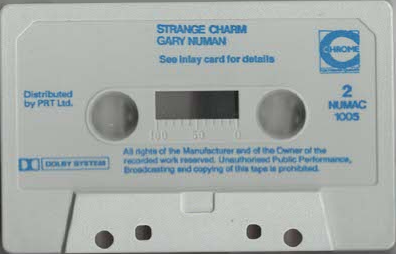 STRANGE CHARM
GARY NUMAN
See inlay card for details
CHROME
Distributed
by PRT Ltd.
2
NUMAC
1005
100 50 0
DOLBY SYSTEM
All rights of the Manufacturer and of the Owner of the
recorded work reserved. Unauthorised Public Performance,
Broadcasting and copying of this tape is prohibited.